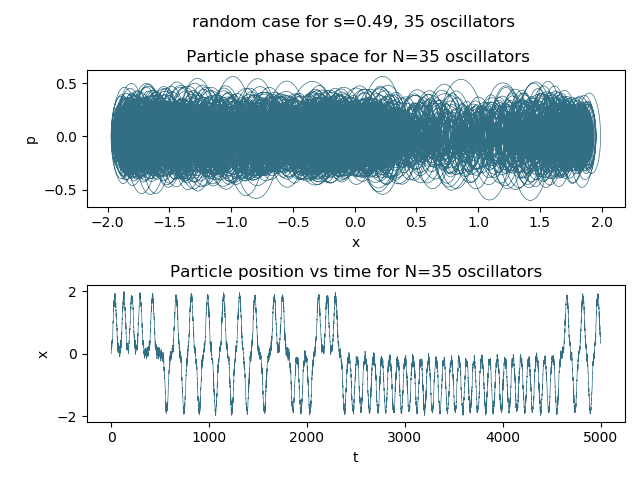 random case for s=0.49, 35 oscillators
Particle phase space for N=35 oscillators
0.5
0.0
−0.5
p
−2.0 −1.5 −1.0 −0.5 0.0 0.5 1.0 1.5 2.0
x
Particle position vs time for N=35 oscillators
2
0
−2
x
0 1000 2000 3000 4000 5000
t